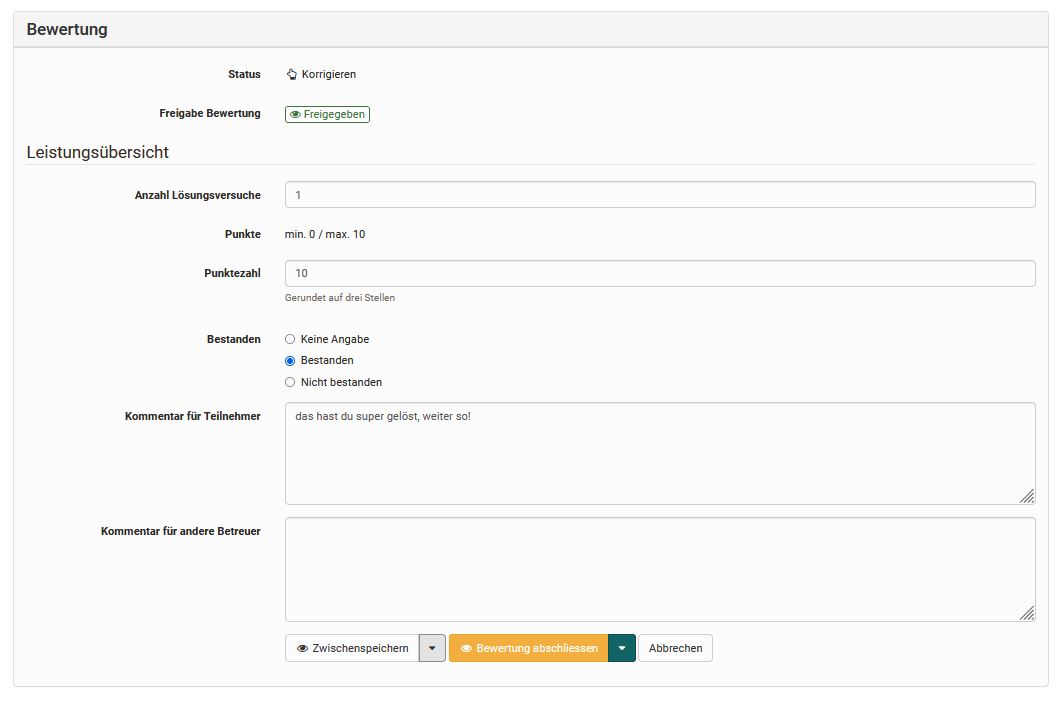 Bewertung
Status Korrigieren
Freigabe Bewertung Freigegeben
Leistungsübersicht
Anzahl Lösungsversuche 1
Punkte min. 0 / max. 10
Punktezahl 10
Gerundet auf drei Stellen
Bestanden Keine Angabe
Bestanden
Nicht bestanden
Kommentar für Teilnehmer das hast du super gelöst, weiter so!
Kommentar für andere Betreuer
Zwischenspeichern Bewertung abschliessen Abbrechen